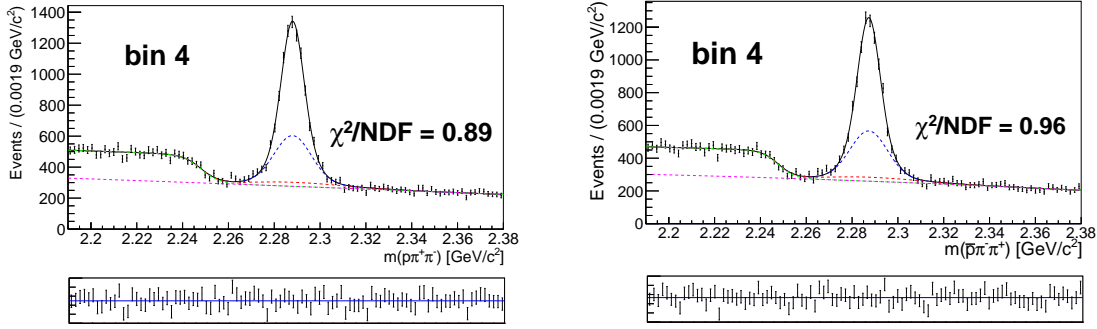 Events / (0.0019 GeV/c²)
1400
1200
1000
800
600
400
200
0
bin 4
χ²/NDF = 0.89
2.2 2.22 2.24 2.26 2.28 2.3 2.32 2.34 2.36 2.38
m(pπ⁺π⁻) [GeV/c²]
Events / (0.0019 GeV/c²)
1200
1000
800
600
400
200
0
bin 4
χ²/NDF = 0.96
2.2 2.22 2.24 2.26 2.28 2.3 2.32 2.34 2.36 2.38
m(p̅π⁻π⁺) [GeV/c²]